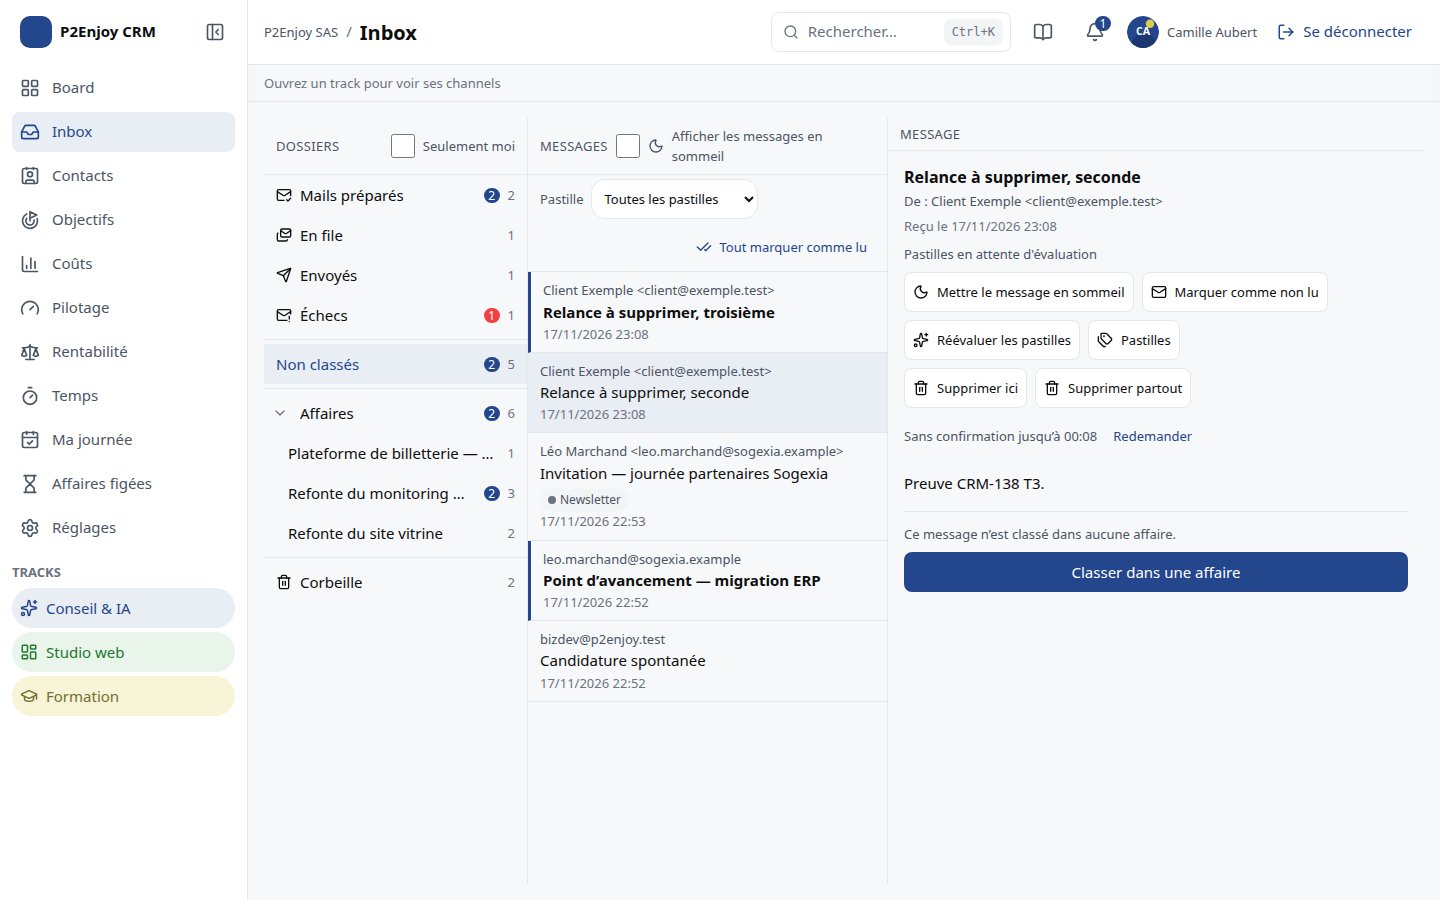 P2Enjoy CRM
Board
Inbox
Contacts
Objectifs
Coûts
Pilotage
Rentabilité
Temps
Ma journée
Affaires figées
Réglages
TRACKS
Conseil & IA
Studio web
Formation
P2Enjoy SAS / Inbox
Rechercher... Ctrl+K
1
CA
Camille Aubert
Se déconnecter
Ouvrez un track pour voir ses channels
DOSSIERS Seulement moi
Mails préparés 2 2
En file 1
Envoyés 1
Échecs 1 1
Non classés 2 5
Affaires 2 6
Plateforme de billetterie — ... 1
Refonte du monitoring ... 2 3
Refonte du site vitrine 2
Corbeille 2
MESSAGES
Afficher les messages en
sommeil
Pastille Toutes les pastilles
Tout marquer comme lu
Client Exemple <client@exemple.test>
Relance à supprimer, troisième
17/11/2026 23:08
Client Exemple <client@exemple.test>
Relance à supprimer, seconde
17/11/2026 23:08
Léo Marchand <leo.marchand@sogexia.example>
Invitation — journée partenaires Sogexia
Newsletter
17/11/2026 22:53
leo.marchand@sogexia.example
Point d’avancement — migration ERP
17/11/2026 22:52
bizdev@p2enjoy.test
Candidature spontanée
17/11/2026 22:52
MESSAGE
Relance à supprimer, seconde
De : Client Exemple <client@exemple.test>
Reçu le 17/11/2026 23:08
Pastilles en attente d'évaluation
Mettre le message en sommeil
Marquer comme non lu
Réévaluer les pastilles
Pastilles
Supprimer ici
Supprimer partout
Sans confirmation jusqu’à 00:08 Redemander
Preuve CRM-138 T3.
Ce message n’est classé dans aucune affaire.
Classer dans une affaire